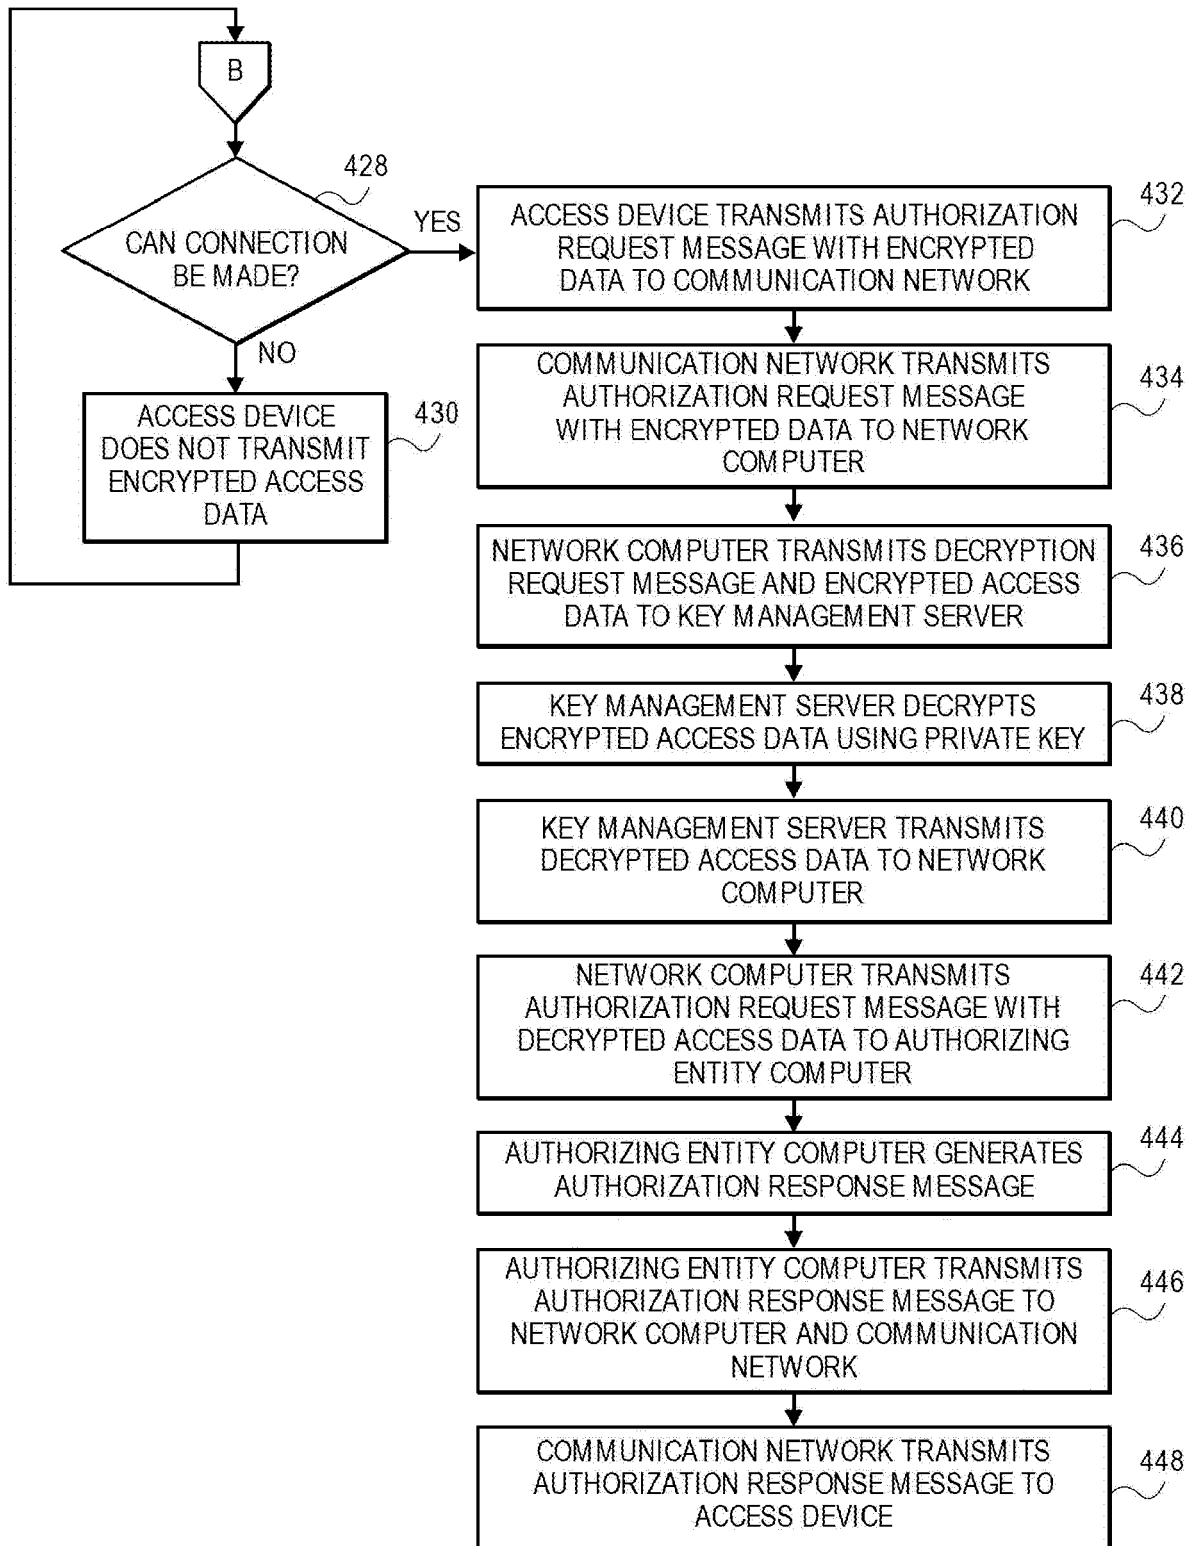 B
428
CAN CONNECTION
BE MADE?
YES
NO
ACCESS DEVICE
DOES NOT TRANSMIT
ENCRYPTED ACCESS
DATA
430
ACCESS DEVICE TRANSMITS AUTHORIZATION
REQUEST MESSAGE WITH ENCRYPTED
DATA TO COMMUNICATION NETWORK
432
COMMUNICATION NETWORK TRANSMITS
AUTHORIZATION REQUEST MESSAGE
WITH ENCRYPTED DATA TO NETWORK
COMPUTER
434
NETWORK COMPUTER TRANSMITS DECRYPTION
REQUEST MESSAGE AND ENCRYPTED ACCESS
DATA TO KEY MANAGEMENT SERVER
436
KEY MANAGEMENT SERVER DECRYPTS
ENCRYPTED ACCESS DATA USING PRIVATE KEY
438
KEY MANAGEMENT SERVER TRANSMITS
DECRYPTED ACCESS DATA TO NETWORK
COMPUTER
440
NETWORK COMPUTER TRANSMITS
AUTHORIZATION REQUEST MESSAGE WITH
DECRYPTED ACCESS DATA TO AUTHORIZING
ENTITY COMPUTER
442
AUTHORIZING ENTITY COMPUTER GENERATES
AUTHORIZATION RESPONSE MESSAGE
444
AUTHORIZING ENTITY COMPUTER TRANSMITS
AUTHORIZATION RESPONSE MESSAGE TO
NETWORK COMPUTER AND COMMUNICATION
NETWORK
446
COMMUNICATION NETWORK TRANSMITS
AUTHORIZATION RESPONSE MESSAGE TO
ACCESS DEVICE
448